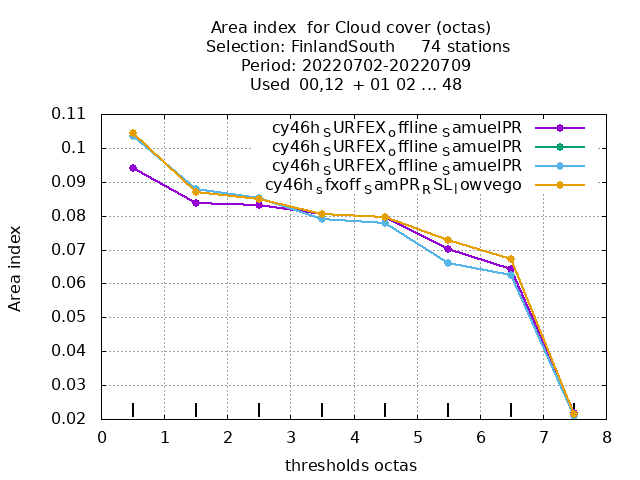 Area index  for Cloud cover (octas)
Selection: FinlandSouth     74 stations
Period: 20220702-20220709
Used  00,12  + 01 02 ... 48
0.11
0.1
0.09
0.08
0.07
0.06
0.05
0.04
0.03
0.02
Area index
cy46h_SURFEX_offline_SamuelPR
cy46h_SURFEX_offline_SamuelPR
cy46h_SURFEX_offline_SamuelPR
cy46h_sfxoff_SamPR_RSL_lowvego
0 1 2 3 4 5 6 7 8
thresholds octas